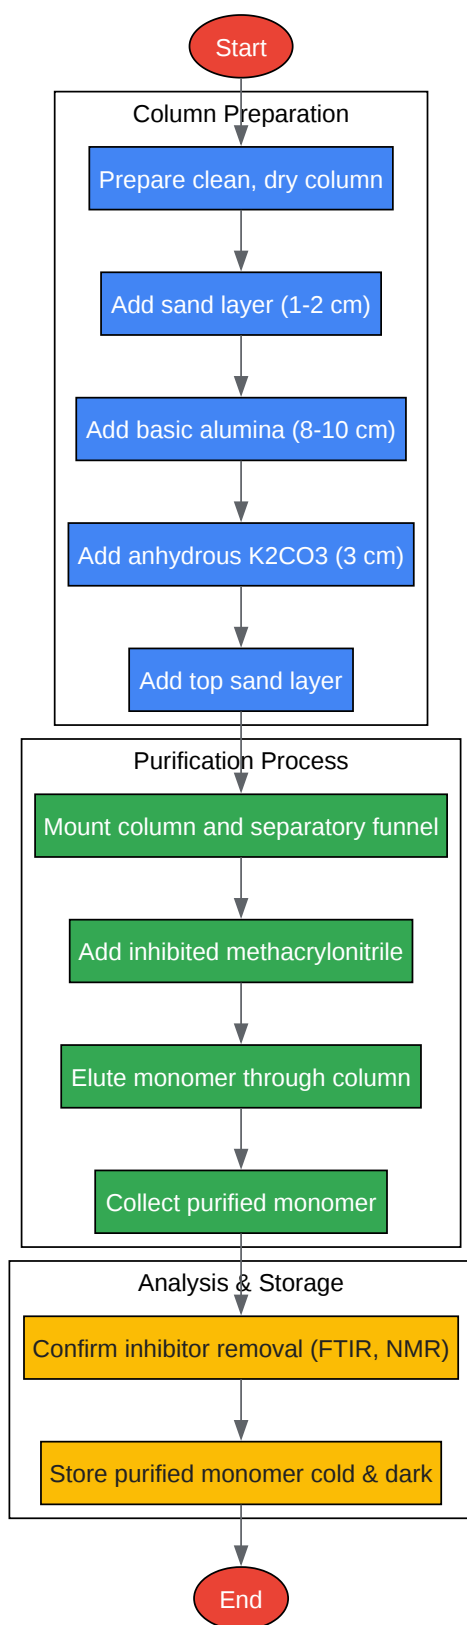 Start
Column Preparation
Prepare clean, dry column
Add sand layer (1-2 cm)
Add basic alumina (8-10 cm)
Add anhydrous K2CO3 (3 cm)
Add top sand layer
Purification Process
Mount column and separatory funnel
Add inhibited methacrylonitrile
Elute monomer through column
Collect purified monomer
Analysis & Storage
Confirm inhibitor removal (FTIR, NMR)
Store purified monomer cold & dark
End